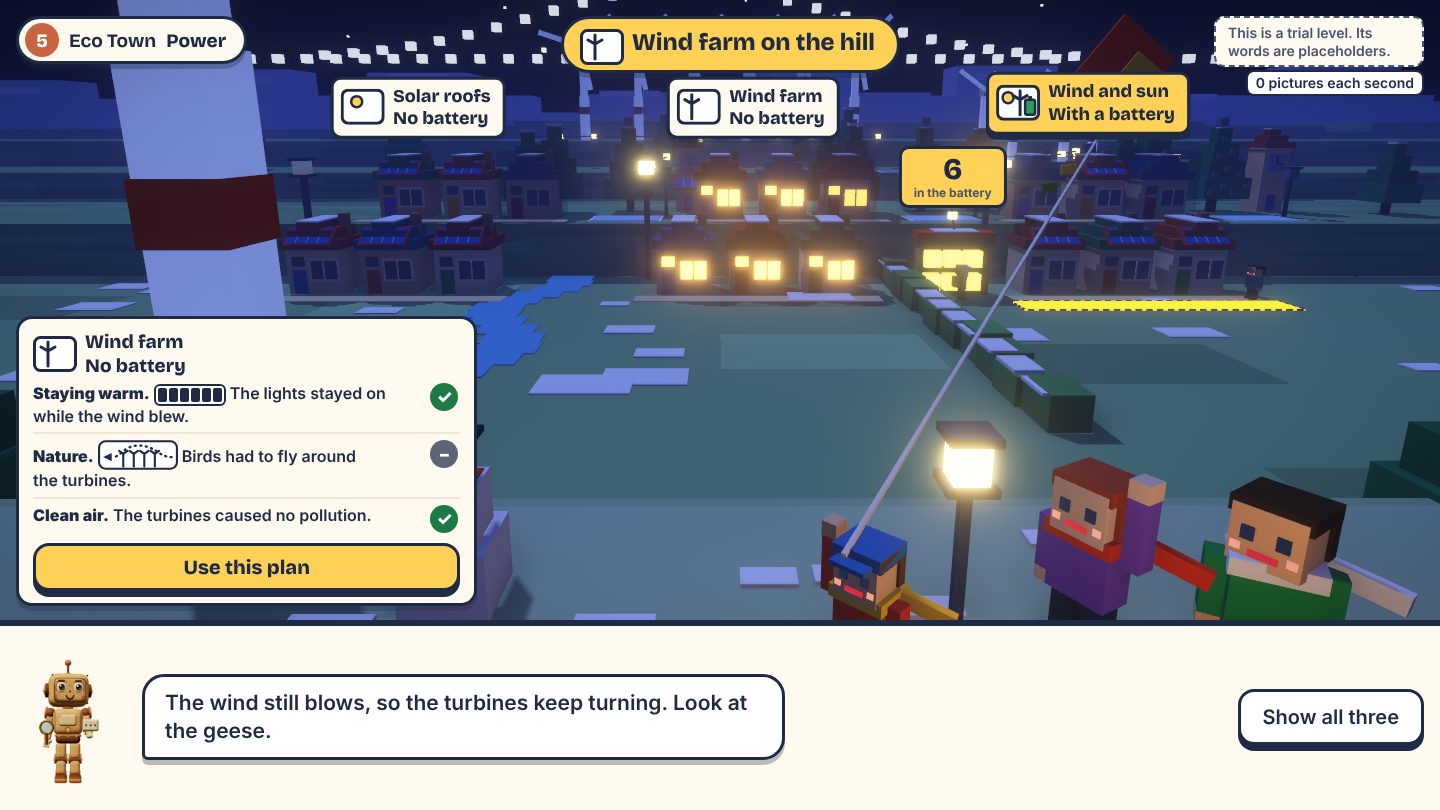 5 Eco Town Power
Wind farm on the hill
This is a trial level. Its
words are placeholders.
0 pictures each second
Solar roofs
No battery
Wind farm
No battery
Wind and sun
With a battery
6
in the battery
Wind farm
No battery
Staying warm. The lights stayed on
while the wind blew.
Nature. Birds had to fly around
the turbines.
Clean air. The turbines caused no pollution.
Use this plan
The wind still blows, so the turbines keep turning. Look at
the geese.
Show all three